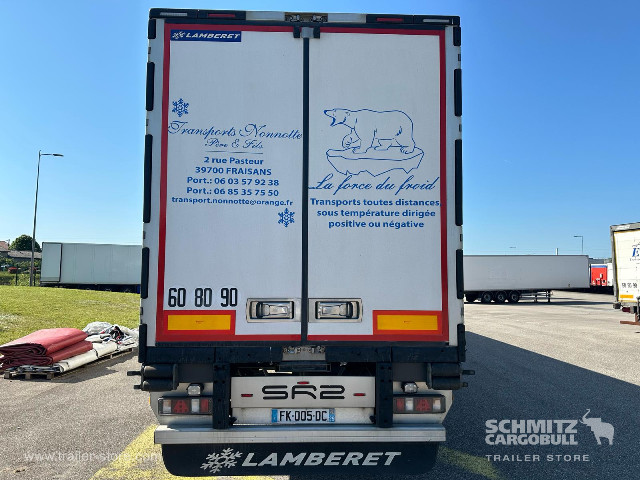 LAMBERET
Transports Nonnotte
Père & Fils
2 rue Pasteur
39700 FRAISANS
Port.: 06 03 57 92 38
Port.: 06 85 35 75 50
transport.nonnotte@orange.fr
La force du froid
Transports toutes distances
sous température dirigée
positive ou négative
60 80 90
SR2
FK-005-DC
LAMBERET
SCHMITZ
CARGOBULL
TRAILER STORE
www.trailer-store.com